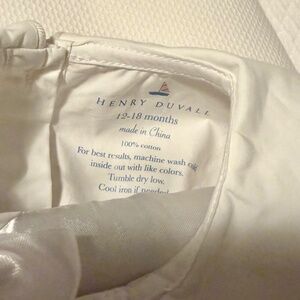 HENRY DUVALL
12-18 months
made in China
100% cotton
For best results, machine wash
inside out with like colors.
Tumble dry low.
Cool iron if needed